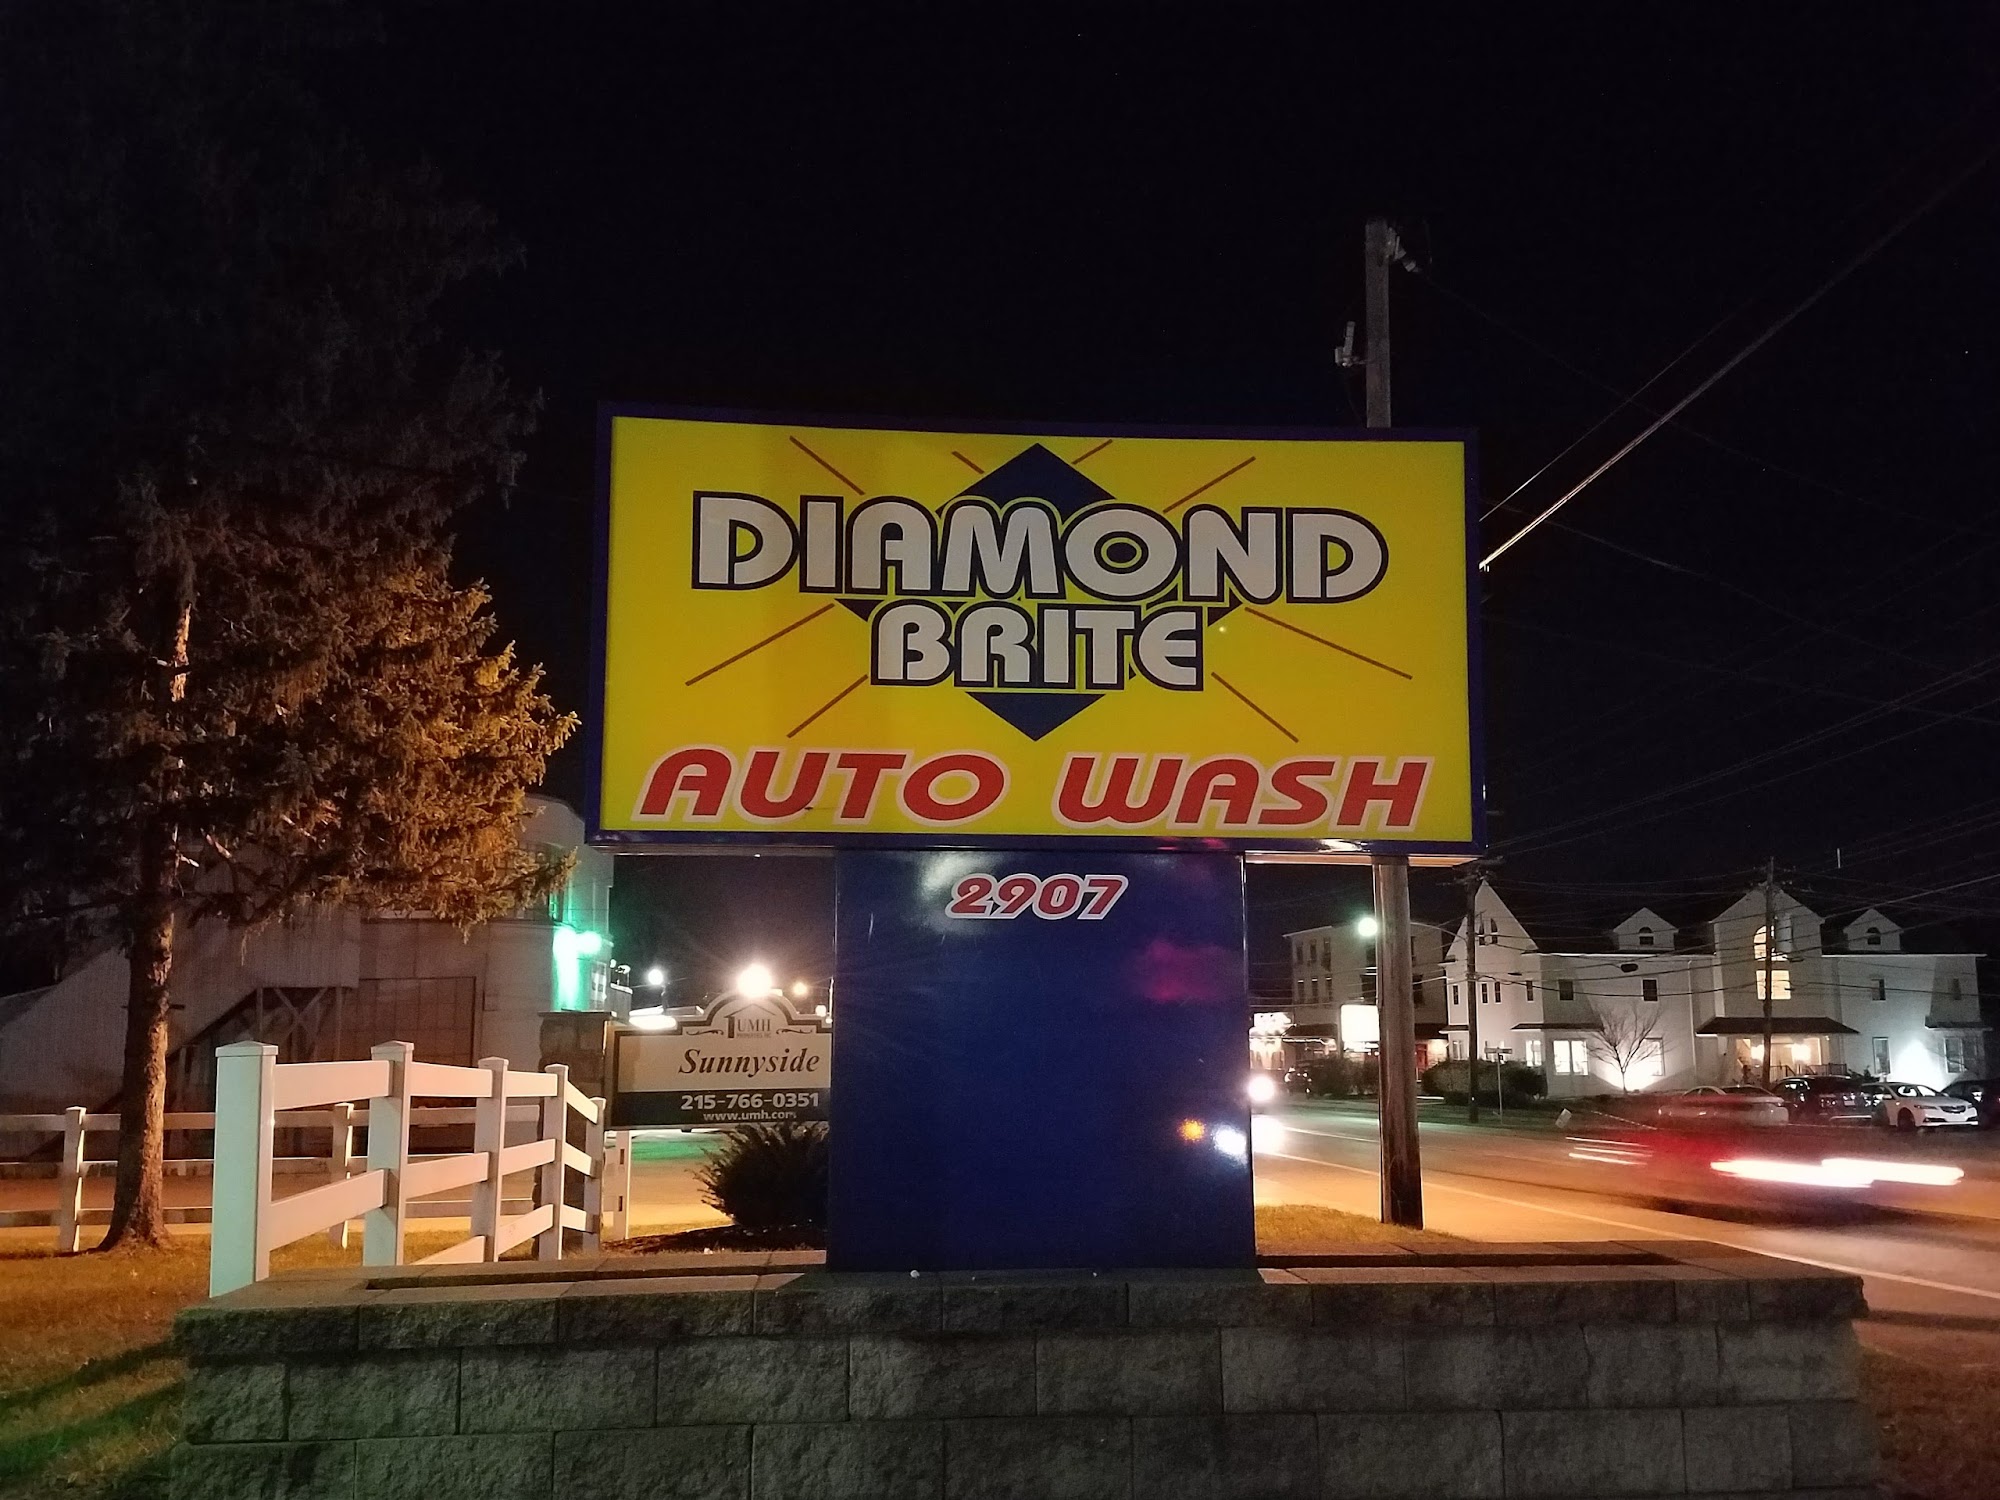 DIAMOND
BRITE
AUTO WASH
2907
UMH
Sunnyside
215-766-0351
www.umh.com